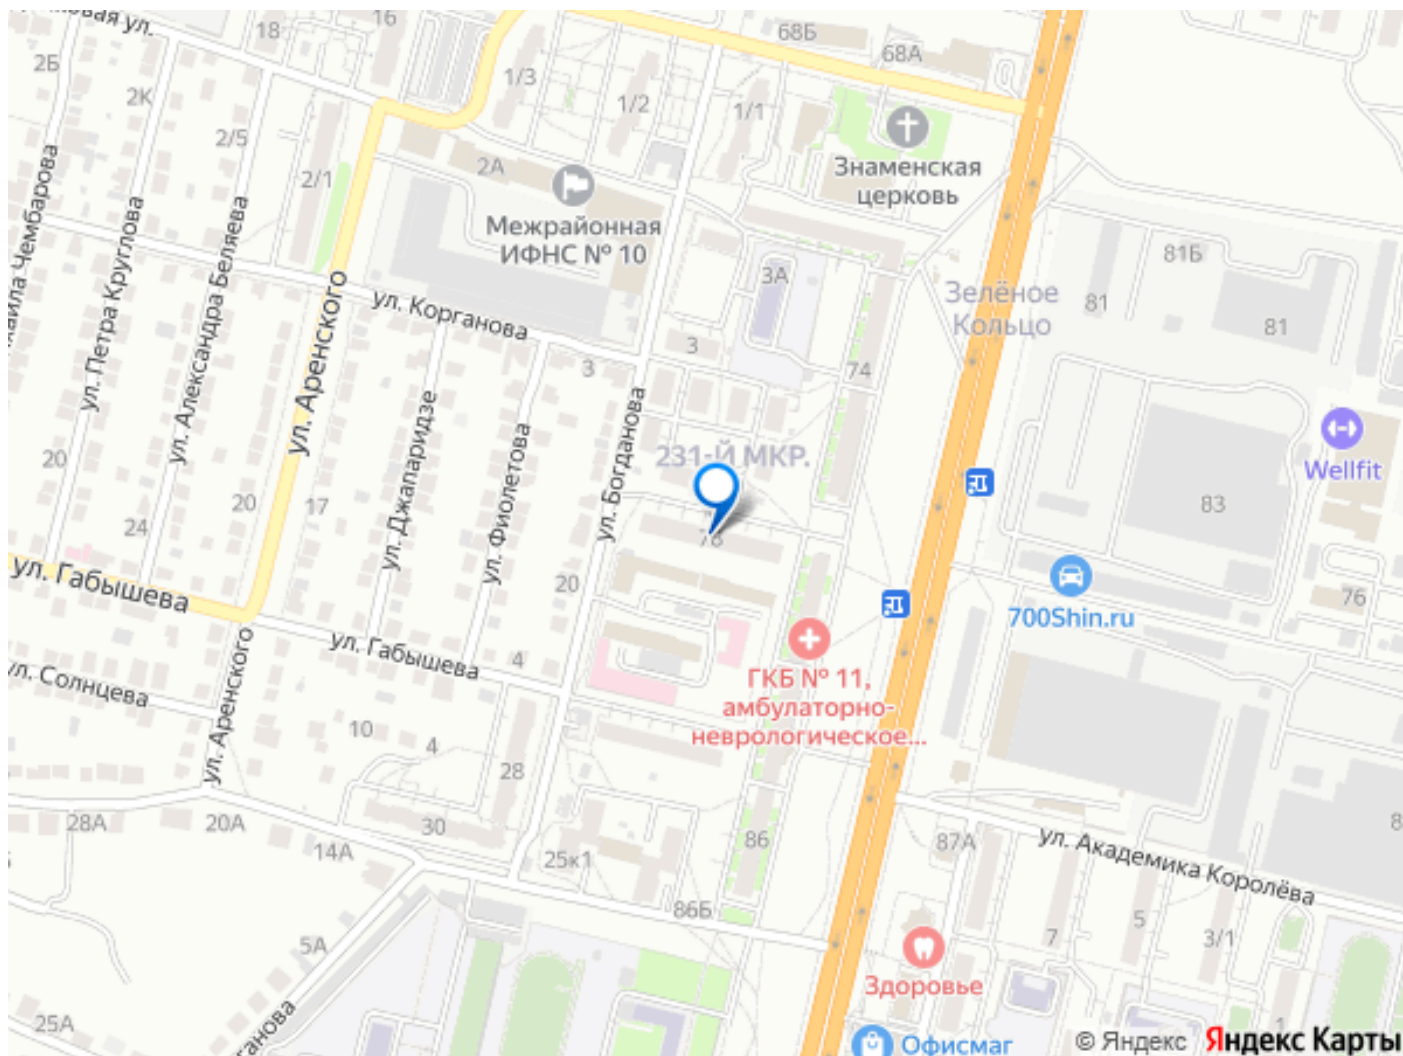 16
18
68Б
68А
2Б
1/3
2К
1/2
1/1
2/5
2А
2/1
Знаменская
церковь
Межрайонная
ИФНС № 10
ул. Петра Круглова
ул. Александра Беляева
ул. Аренского
ул. Корганова
3А
81Б
81
81
Зелёное
Кольцо
3
3
74
ул. Джапаридзе
ул. Фиолетова
ул. Богданова
231-Й МКР.
Wellfit
20
20
17
24
83
78
ул. Габышева
20
700Shin.ru
76
ул. Габышева
4
ул. Солнцева
ул. Аренского
ГКБ № 11,
амбулаторно-
неврологическое...
10
4
28
28А
20А
30
14А
25к1
86
87А
ул. Академика Королёва
86Б
5А
7
5
3/1
Здоровье
25А
1
Офисмаг
© Яндекс Яндекс Карты